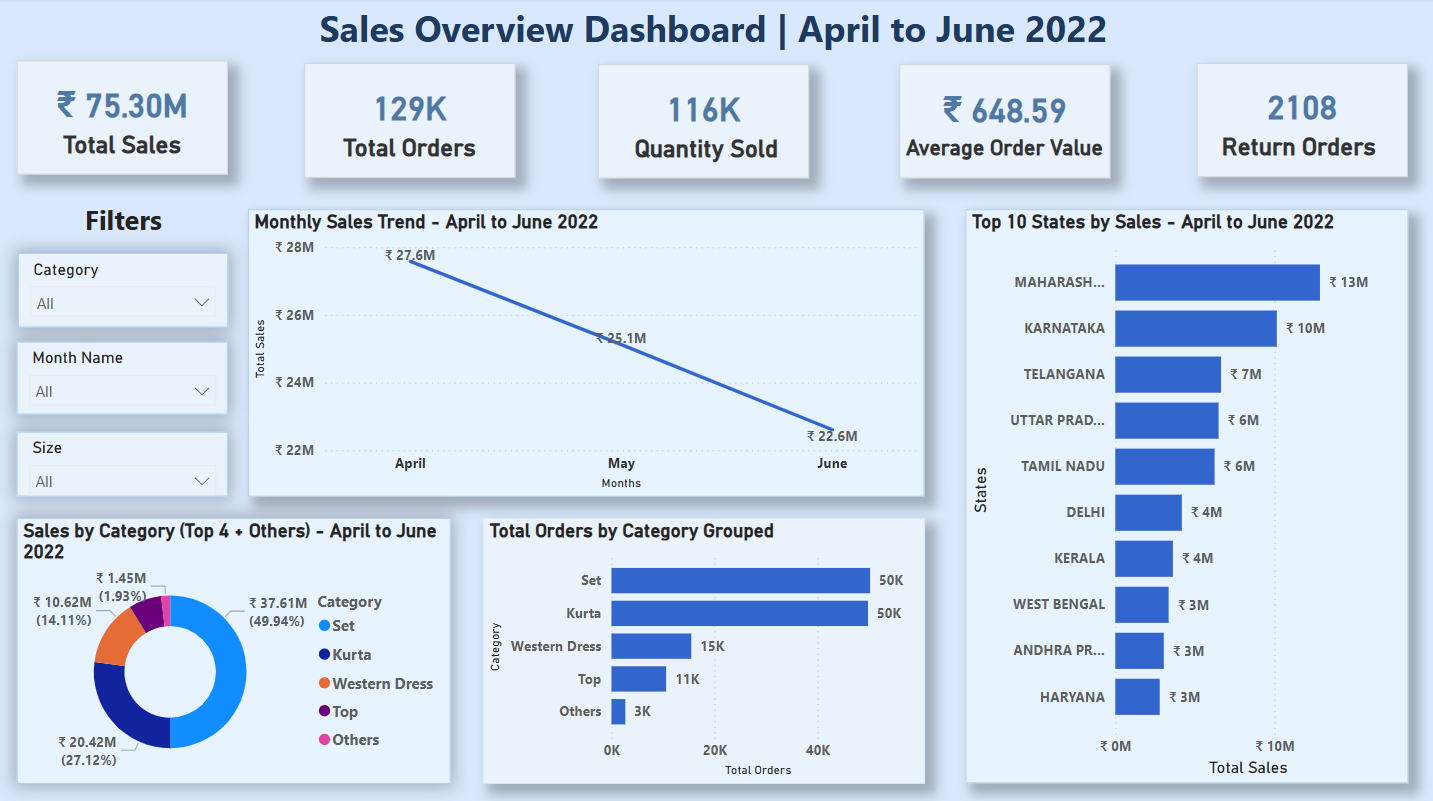 Sales Overview Dashboard | April to June 2022
₹ 75.30M
Total Sales
129K
Total Orders
116K
Quantity Sold
₹ 648.59
Average Order Value
2108
Return Orders
Filters
Category
All
Month Name
All
Size
All
Monthly Sales Trend - April to June 2022
Total Sales
₹ 28M
₹ 26M
₹ 24M
₹ 22M
₹ 27.6M
₹ 25.1M
₹ 22.6M
April
May
June
Months
Top 10 States by Sales - April to June 2022
States
MAHARASH... ₹ 13M
KARNATAKA ₹ 10M
TELANGANA ₹ 7M
UTTAR PRAD... ₹ 6M
TAMIL NADU ₹ 6M
DELHI ₹ 4M
KERALA ₹ 4M
WEST BENGAL ₹ 3M
ANDHRA PR... ₹ 3M
HARYANA ₹ 3M
₹ 0M
₹ 10M
Total Sales
Sales by Category (Top 4 + Others) - April to June
2022
₹ 1.45M
(1.93%)
₹ 10.62M
(14.11%)
₹ 37.61M
(49.94%)
₹ 20.42M
(27.12%)
Category
Set
Kurta
Western Dress
Top
Others
Total Orders by Category Grouped
Category
Set 50K
Kurta 50K
Western Dress 15K
Top 11K
Others 3K
0K
20K
40K
Total Orders